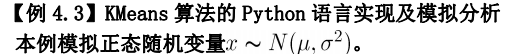 【例 4.3】KMeans 算法的 Python 语言实现及模拟分析
本例模拟正态随机变量x ∼ N(μ, σ²)。